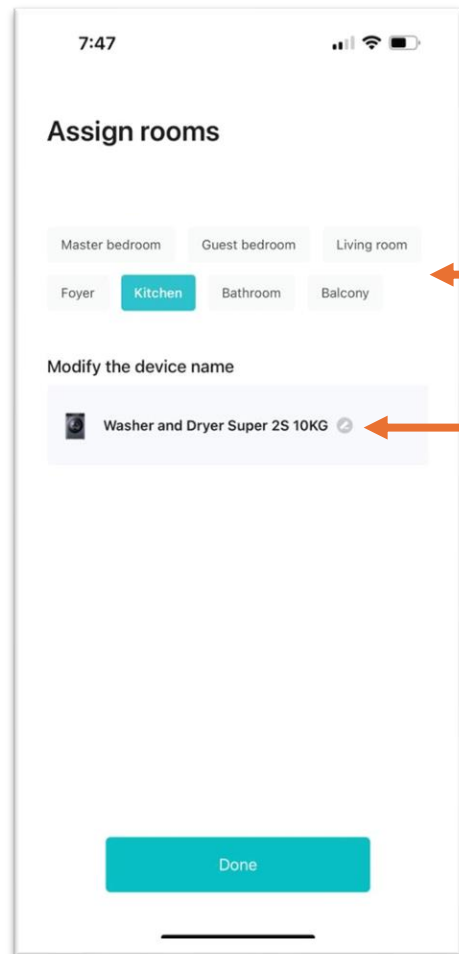 7:47
Assign rooms
Master bedroom Guest bedroom Living room
Foyer Kitchen Bathroom Balcony
Modify the device name
Washer and Dryer Super 2S 10KG
Done